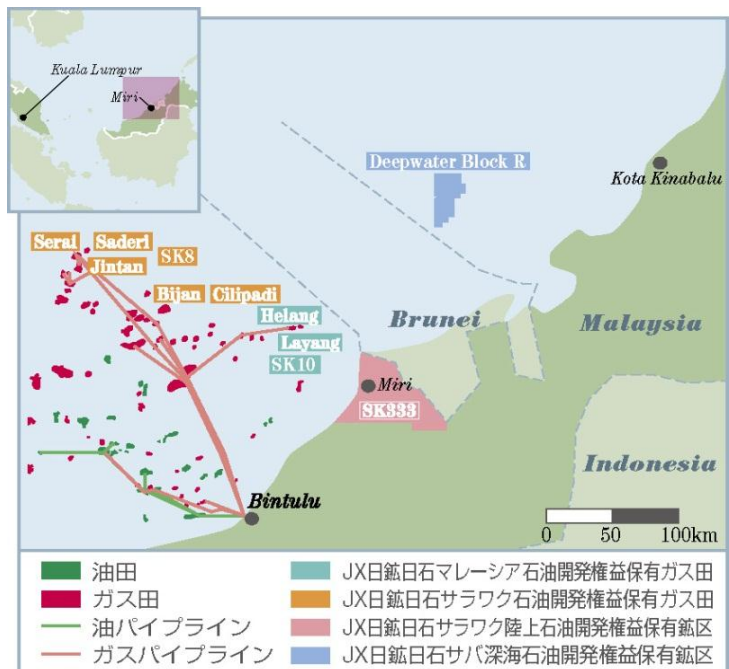 Kuala Lumpur
Miri
Deepwater Block R
Kota Kinabalu
Serai Saderi
SK8
Jintan
Bijan Cilipadi
Helang
Brunei
Malaysia
Layang
SK10
Miri
SK333
Indonesia
Bintulu
0 50 100km
油田
ガス田
油パイプライン
ガスパイプライン
JX日鉱日石マレーシア石油開発権益保有ガス田
JX日鉱日石サラワク石油開発権益保有ガス田
JX日鉱日石サラワク陸上石油開発権益保有鉱区
JX日鉱日石サバ深海石油開発権益保有鉱区